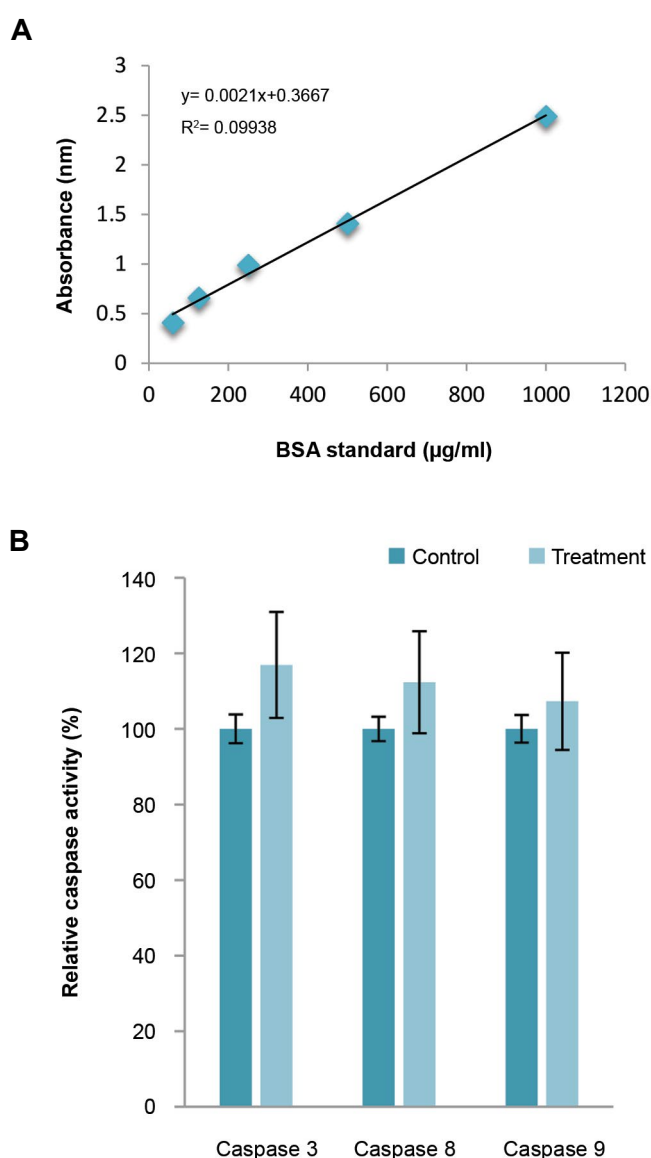 A
y= 0.0021x+0.3667
R²= 0.09938
Absorbance (nm)
3
2.5
2
1.5
1
0.5
0
0 200 400 600 800 1000 1200
BSA standard (µg/ml)
B
Control Treatment
Relative caspase activity (%)
140
120
100
80
60
40
20
0
Caspase 3 Caspase 8 Caspase 9